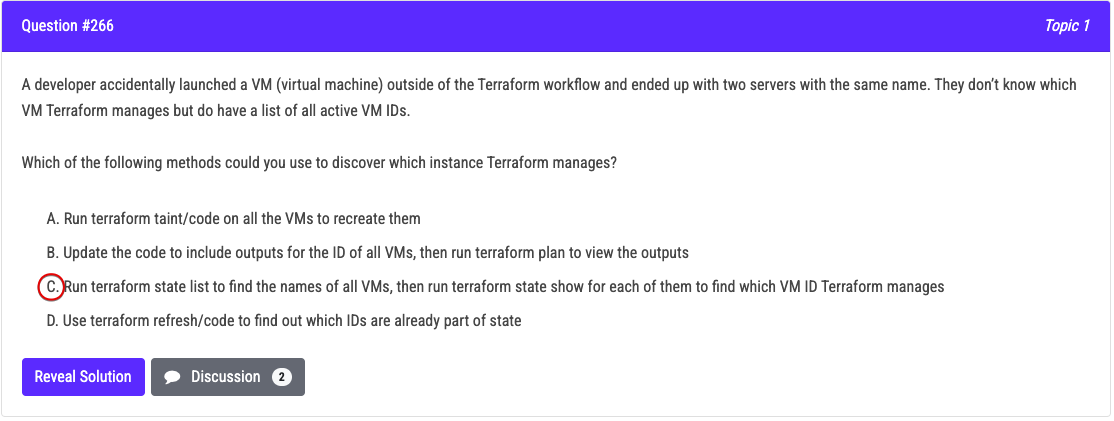 Question #266
Topic 1
A developer accidentally launched a VM (virtual machine) outside of the Terraform workflow and ended up with two servers with the same name. They don't know which
VM Terraform manages but do have a list of all active VM IDs.
Which of the following methods could you use to discover which instance Terraform manages?
A. Run terraform taint/code on all the VMs to recreate them
B. Update the code to include outputs for the ID of all VMs, then run terraform plan to view the outputs
C. Run terraform state list to find the names of all VMs, then run terraform state show for each of them to find which VM ID Terraform manages
D. Use terraform refresh/code to find out which IDs are already part of state
Reveal Solution
Discussion 2